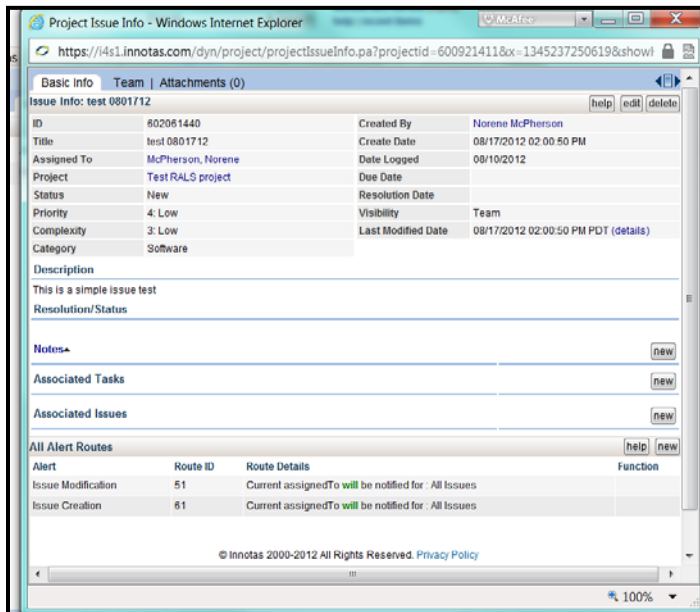 Project Issue Info - Windows Internet Explorer
McAfee
https://i4s1.innotas.com/dyn/project/projectIssueInfo.pa?projectid=600921411&x=1345237250619&showH
Basic Info Team | Attachments (0)
Issue Info: test 0801712 help edit delete
ID 602061440 Created By Norene McPherson
Title test 0801712 Create Date 08/17/2012 02:00:50 PM
Assigned To McPherson, Norene Date Logged 08/10/2012
Project Test RALS project Due Date
Status New Resolution Date
Priority 4: Low Visibility Team
Complexity 3: Low Last Modified Date 08/17/2012 02:00:50 PM PDT (details)
Category Software
Description
This is a simple issue test
Resolution/Status
Notes new
Associated Tasks new
Associated Issues new
All Alert Routes help new
Alert Route ID Route Details Function
Issue Modification 51 Current assignedTo will be notified for : All Issues
Issue Creation 61 Current assignedTo will be notified for : All Issues
© Innotas 2000-2012 All Rights Reserved. Privacy Policy
100%